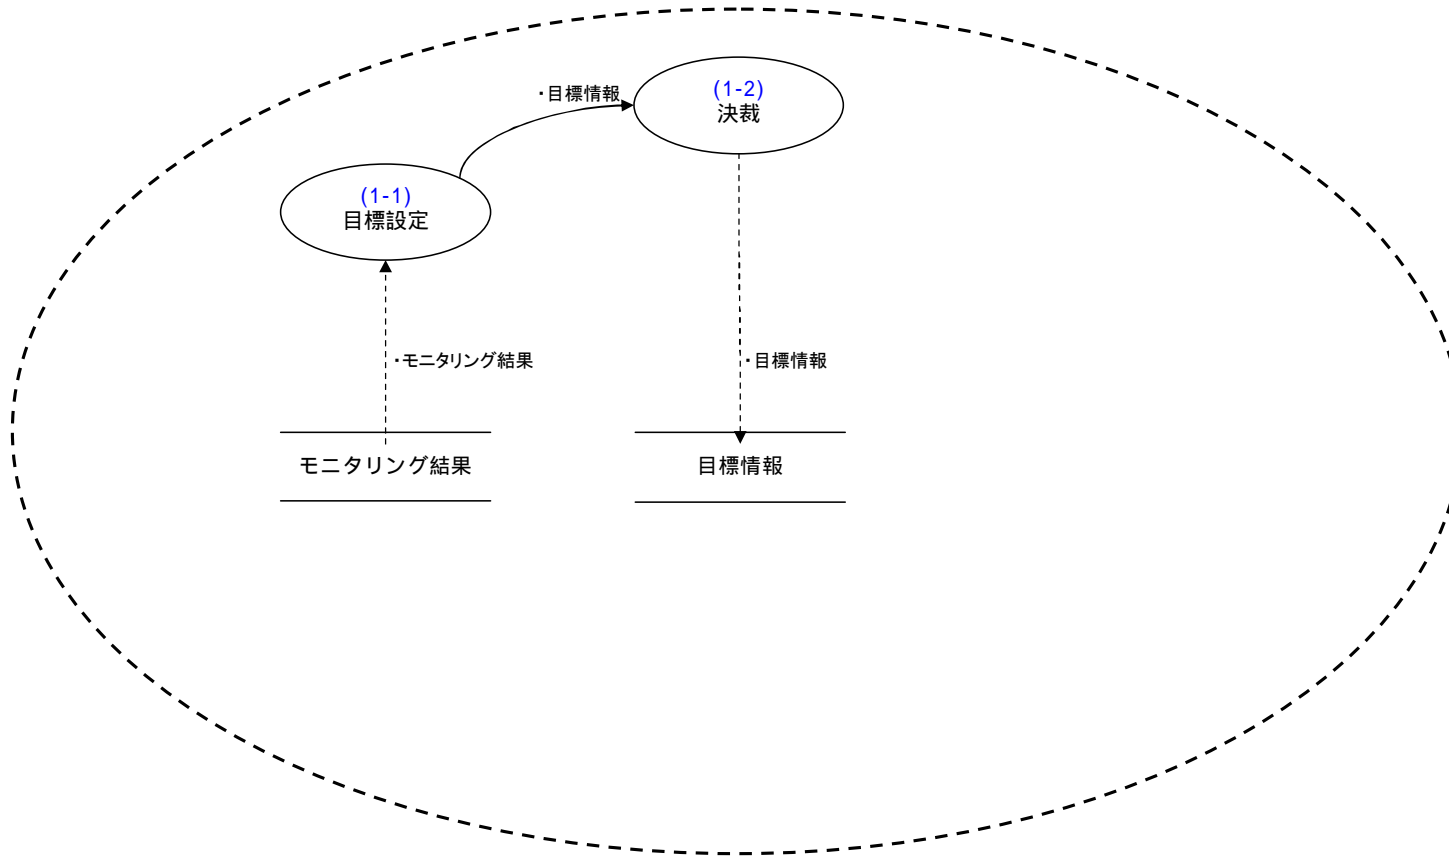 ・目標情報
(1-2)
決裁
(1-1)
目標設定
・モニタリング結果
・目標情報
モニタリング結果
目標情報